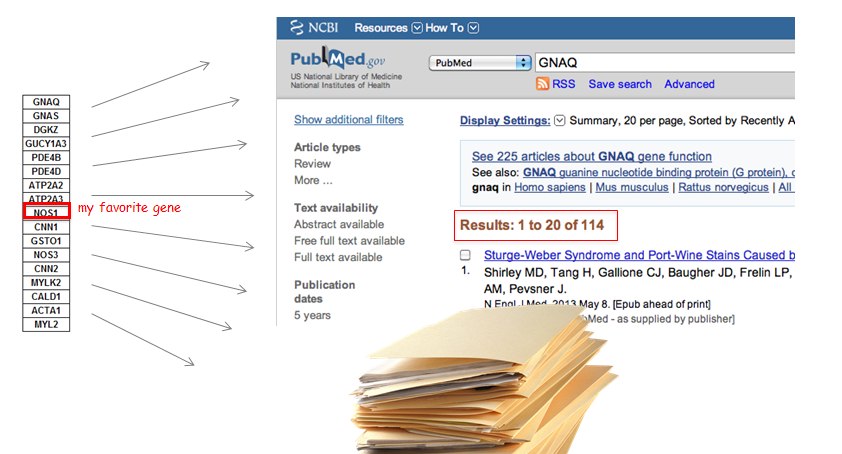 GNAQ
GNAS
DGKZ
GUCY1A3
PDE4B
PDE4D
ATP2A2
ATP2A3
NOS1
my favorite gene
CNN1
GSTO1
NOS3
CNN2
MYLK2
CALD1
ACTA1
MYL2
NCBI Resources How To
PubMed.gov
US National Library of Medicine
National Institutes of Health
PubMed
GNAQ
RSS Save search Advanced
Show additional filters
Article types
Review
More ...
Text availability
Abstract available
Free full text available
Full text available
Publication
dates
5 years
Display Settings: Summary, 20 per page, Sorted by Recently A
See 225 articles about GNAQ gene function
See also: GNAQ guanine nucleotide binding protein (G protein),
gnaq in Homo sapiens | Mus musculus | Rattus norvegicus | All
Results: 1 to 20 of 114
Sturge-Weber Syndrome and Port-Wine Stains Caused b
1. Shirley MD, Tang H, Gallione CJ, Baugher JD, Frelin LP,
AM, Pevsner J.
N Engl J Med. 2013 May 8. [Epub ahead of print]
bMed - as supplied by publisher]